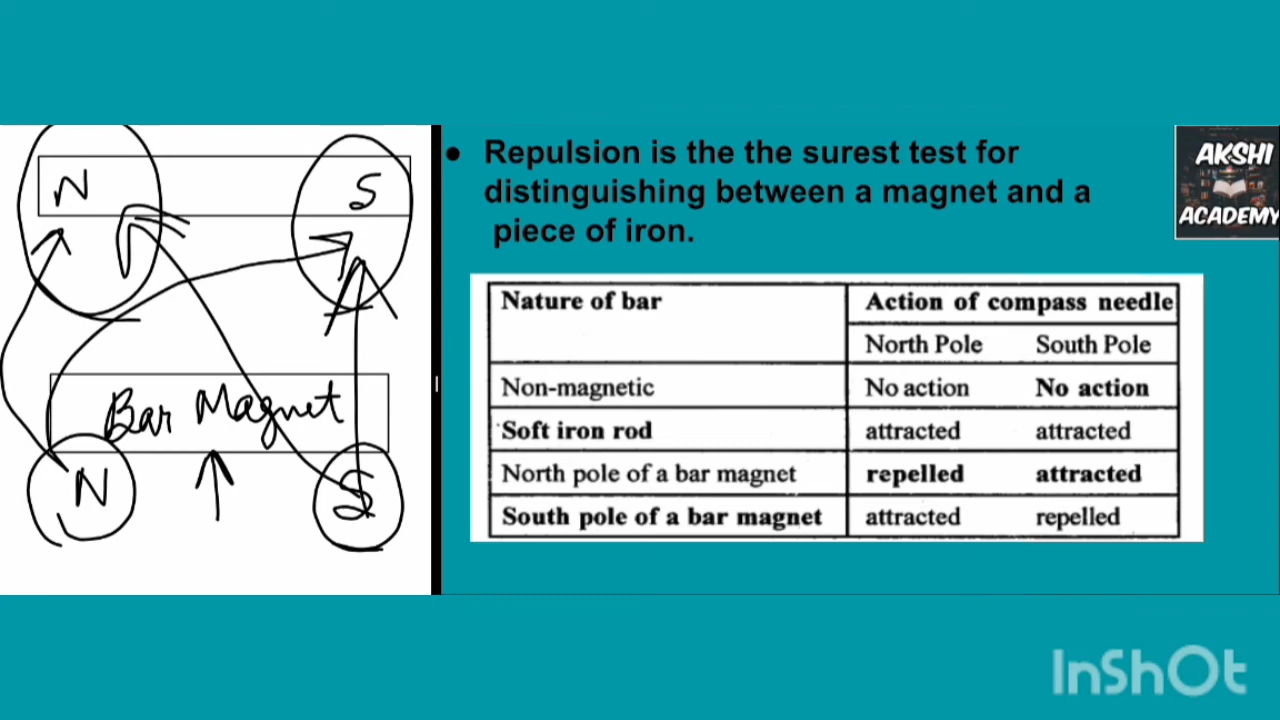 N S
Bar Magnet
N S
● Repulsion is the the surest test for
distinguishing between a magnet and a
piece of iron.
AKSHI
ACADEMY
Nature of bar Action of compass needle
North Pole South Pole
Non-magnetic No action No action
Soft iron rod attracted attracted
North pole of a bar magnet repelled attracted
South pole of a bar magnet attracted repelled
InShOt